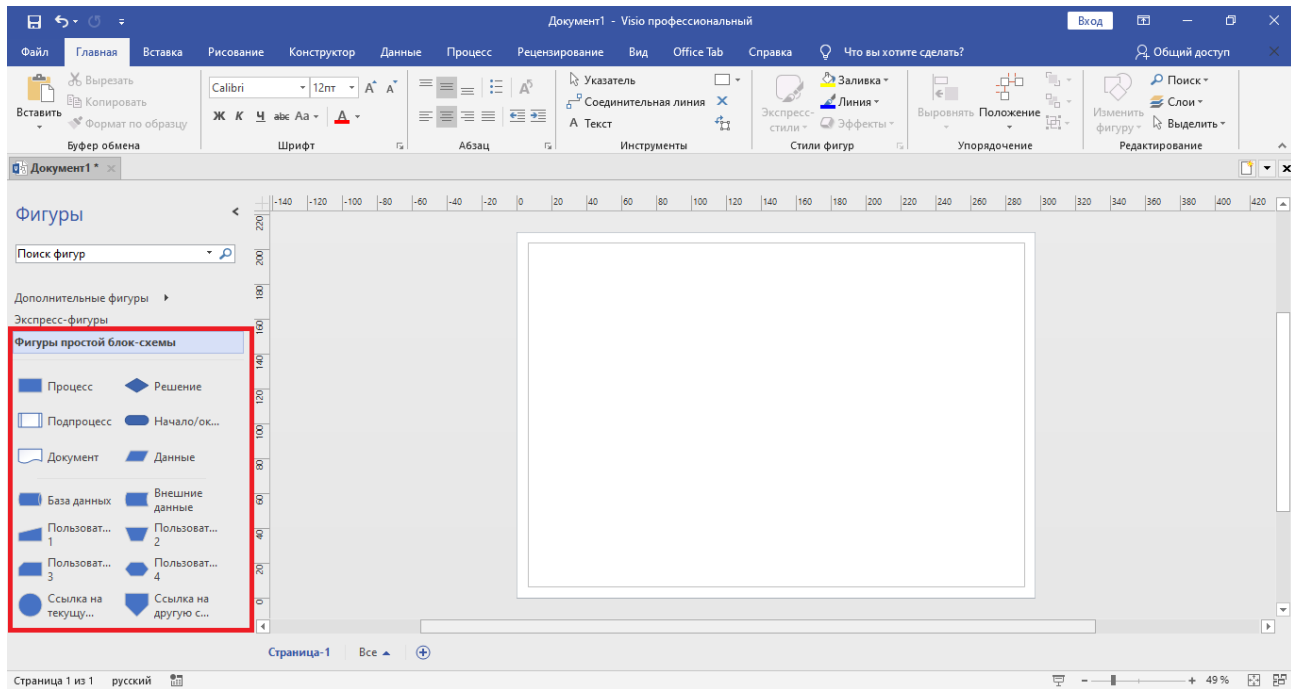 Документ1 - Visio профессиональный
Вход
Файл Главная Вставка Рисование Конструктор Данные Процесс Рецензирование Вид Office Tab Справка Что вы хотите сделать? Общий доступ
Вставить
Вырезать
Копировать
Формат по образцу
Буфер обмена
Calibri 12пт A A
Ж К Ч abc Aa A
Шрифт
Абзац
Указатель
Соединительная линия
А Текст
Инструменты
Экспресс-
стили
Заливка
Линия
Эффекты
Стили фигур
Выровнять Положение
Упорядочение
Изменить
фигуру
Поиск
Слои
Выделить
Редактирование
Документ1 *
Фигуры
Поиск фигур
Дополнительные фигуры
Экспресс-фигуры
Фигуры простой блок-схемы
Процесс Решение
Подпроцесс Начало/ок...
Документ Данные
База данных Внешние
данные
Пользоват...
1
Пользоват...
2
Пользоват...
3
Пользоват...
4
Ссылка на
текущу...
Ссылка на
другую с...
-140 -120 -100 -80 -60 -40 -20 0 20 40 60 80 100 120 140 160 180 200 220 240 260 280 300 320 340 360 380 400 420
220
200
180
160
140
120
100
80
60
40
20
0
Страница-1 Все
Страница 1 из 1 русский
49 %